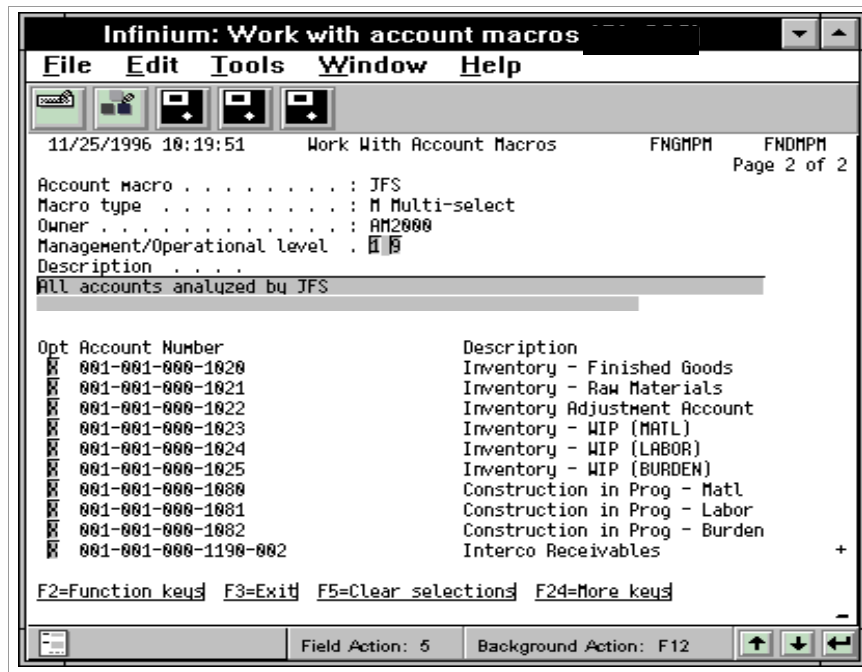 Infinium: Work with account macros
File Edit Tools Window Help
11/25/1996 10:19:51 Work With Account Macros FNGMPM FNDMPM
Page 2 of 2
Account macro . . . . . . . . . : JFS
Macro type . . . . . . . . . . : M Multi-select
Owner . . . . . . . . . . . . . : AM2000
Management/Operational level . 1 9
Description . . . .
All accounts analyzed by JFS
Opt Account Number Description
X 001-001-000-1020 Inventory - Finished Goods
X 001-001-000-1021 Inventory - Raw Materials
X 001-001-000-1022 Inventory Adjustment Account
X 001-001-000-1023 Inventory - WIP (MATL)
X 001-001-000-1024 Inventory - WIP (LABOR)
X 001-001-000-1025 Inventory - WIP (BURDEN)
X 001-001-000-1080 Construction in Prog - Matl
X 001-001-000-1081 Construction in Prog - Labor
X 001-001-000-1082 Construction in Prog - Burden
X 001-001-000-1190-002 Interco Receivables +
F2=Function keys F3=Exit F5=Clear selections F24=More keys
Field Action: 5 Background Action: F12